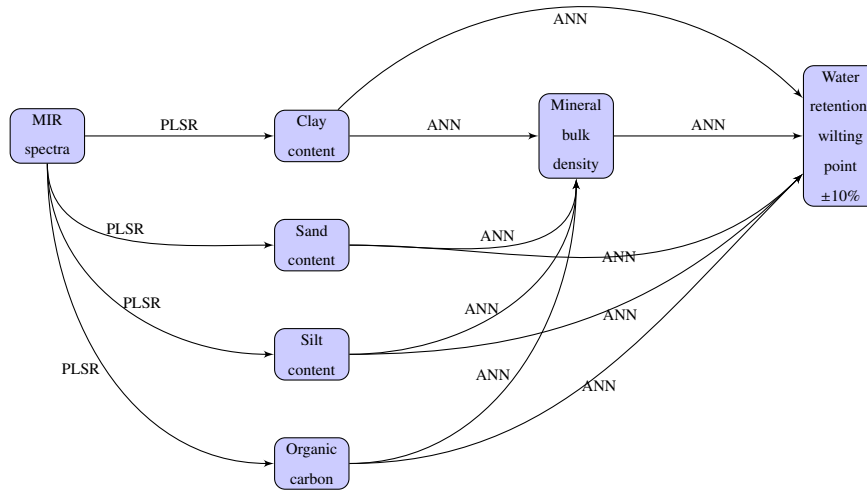 ANN
Water
retention
wilting
point
±10%
MIR
spectra
PLSR
Clay
content
ANN
Mineral
bulk
density
ANN
PLSR
Sand
content
ANN
ANN
PLSR
Silt
content
ANN
ANN
PLSR
Organic
carbon
ANN
ANN